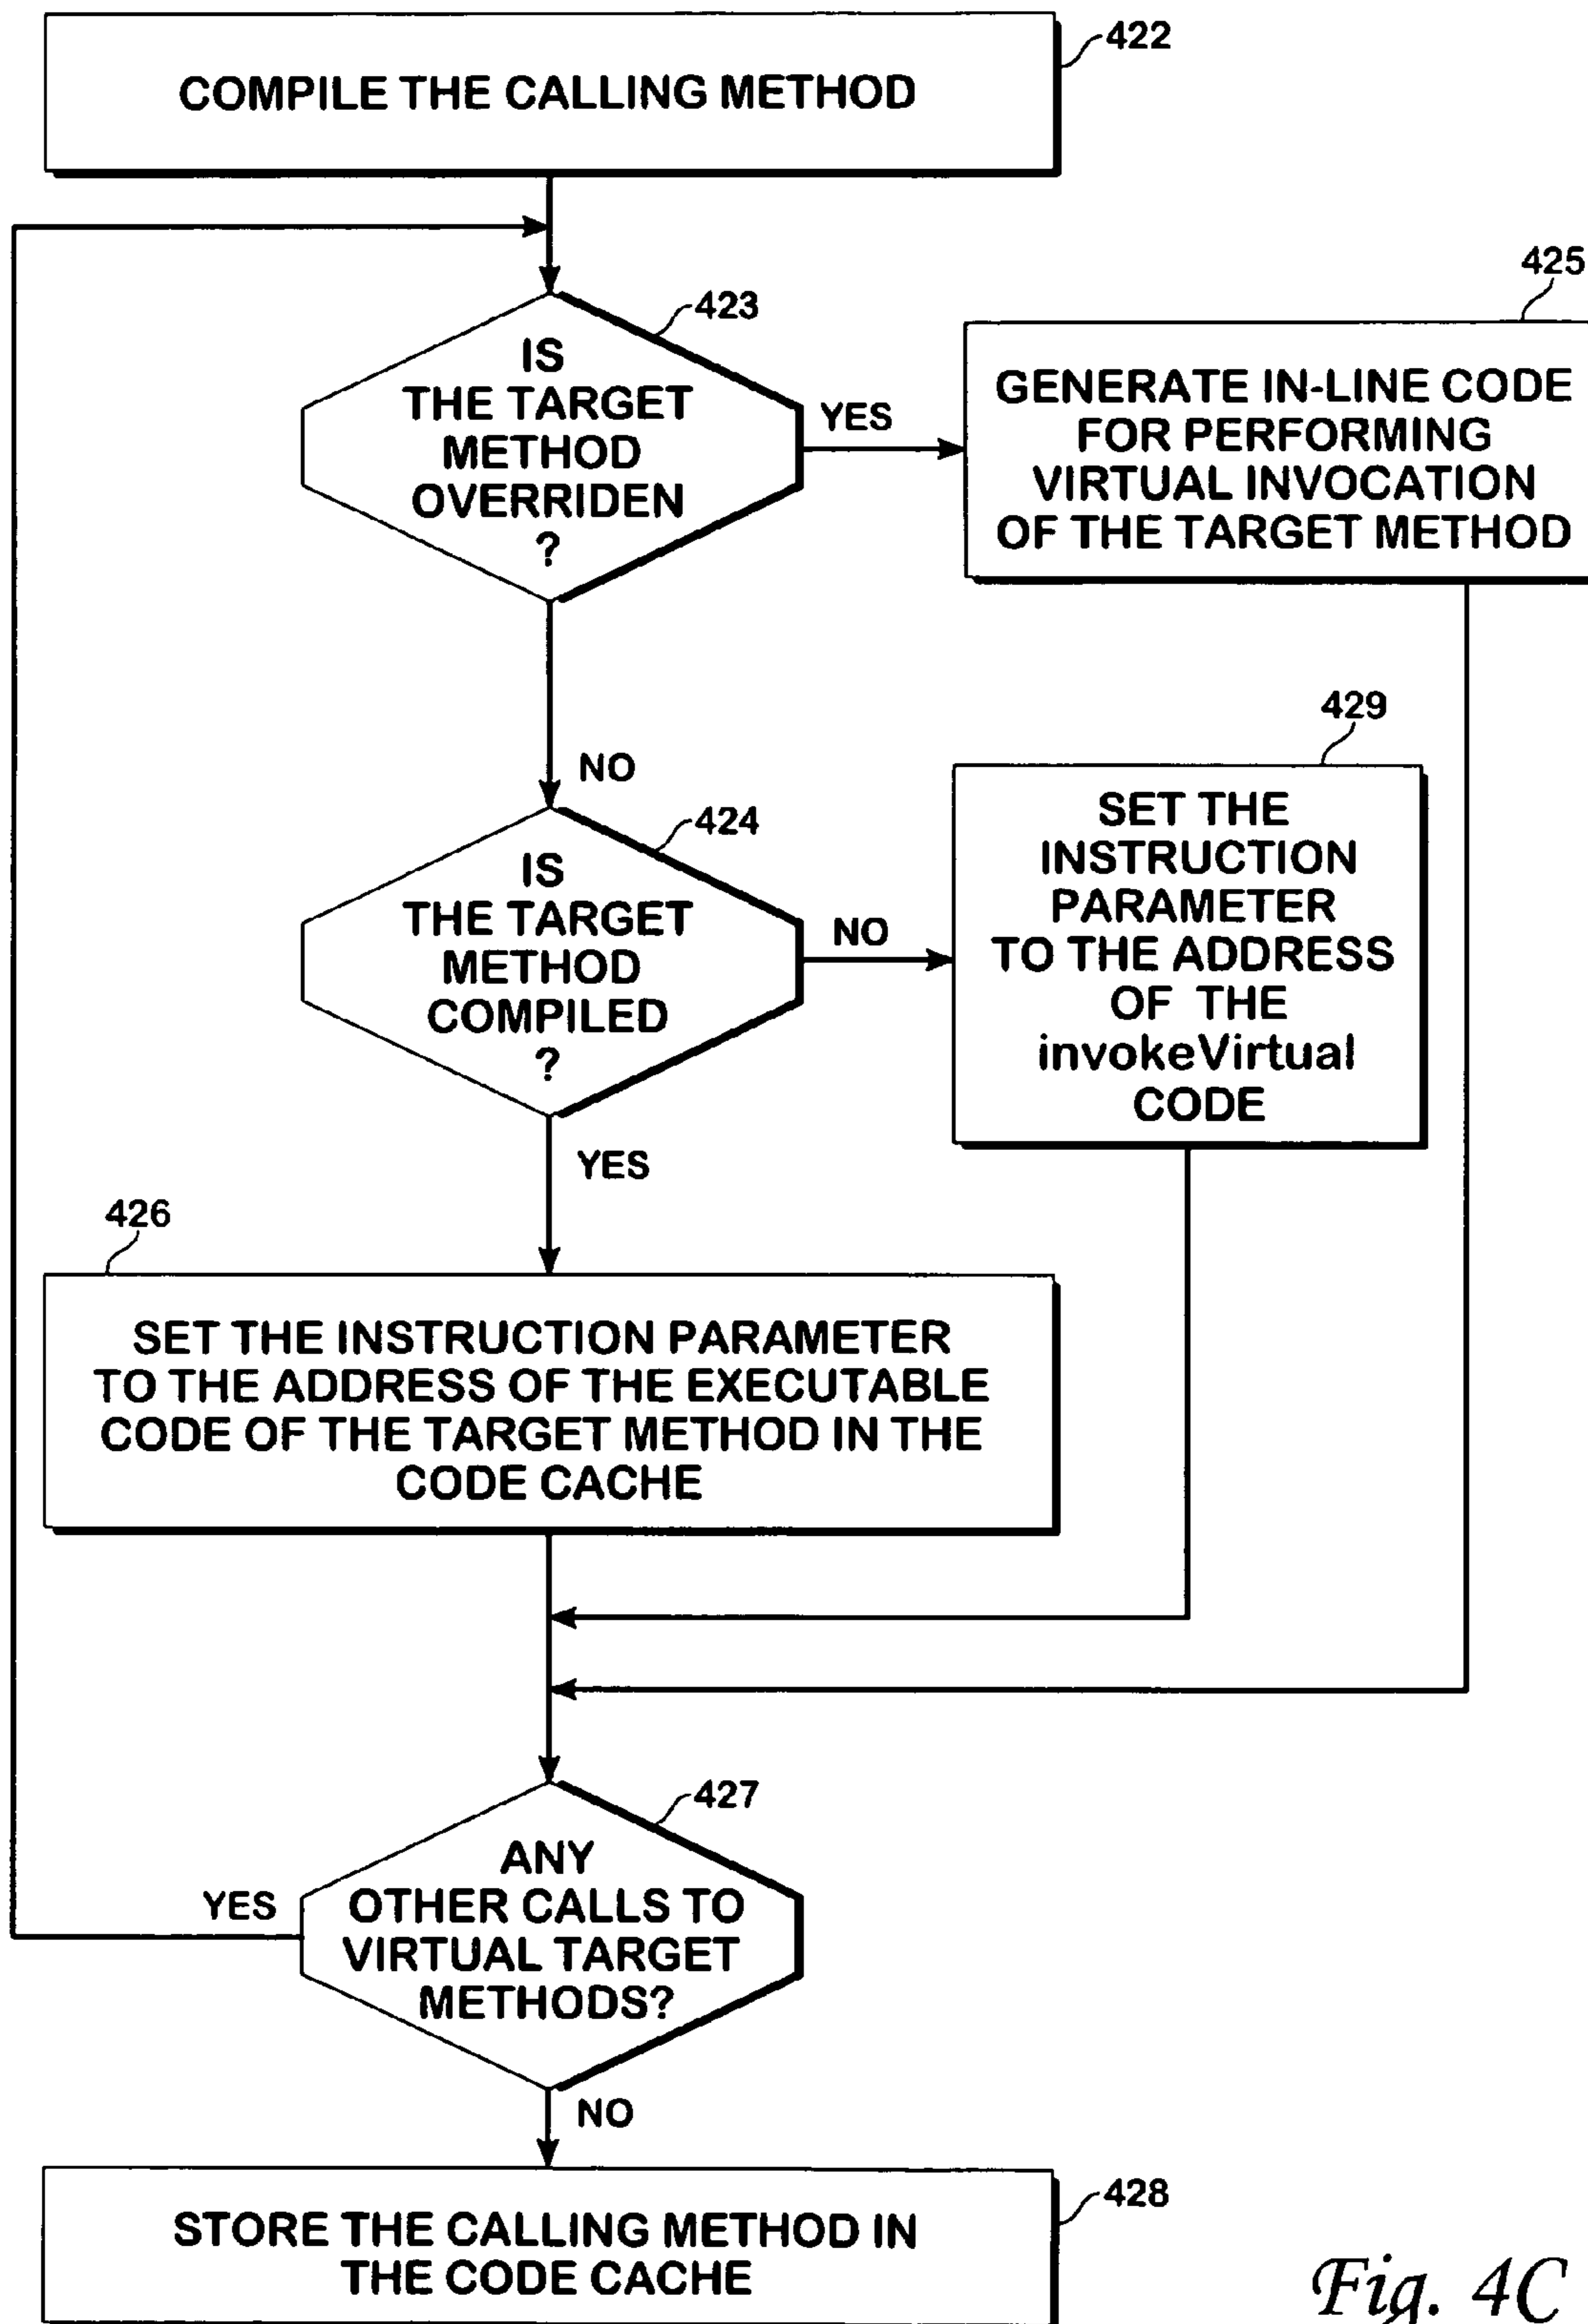 422
COMPILE THE CALLING METHOD
423
IS
THE TARGET
METHOD
OVERRIDEN
?
YES
425
GENERATE IN-LINE CODE
FOR PERFORMING
VIRTUAL INVOCATION
OF THE TARGET METHOD
NO
424
IS
THE TARGET
METHOD
COMPILED
?
NO
429
SET THE
INSTRUCTION
PARAMETER
TO THE ADDRESS
OF THE
invokeVirtual
CODE
YES
426
SET THE INSTRUCTION PARAMETER
TO THE ADDRESS OF THE EXECUTABLE
CODE OF THE TARGET METHOD IN THE
CODE CACHE
427
ANY
OTHER CALLS TO
VIRTUAL TARGET
METHODS?
YES
NO
428
STORE THE CALLING METHOD IN
THE CODE CACHE
Fig. 4C